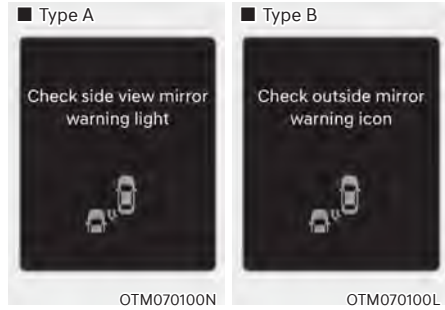 ■ Type A
Check side view mirror
warning light
OTM070100N
■ Type B
Check outside mirror
warning icon
OTM070100L